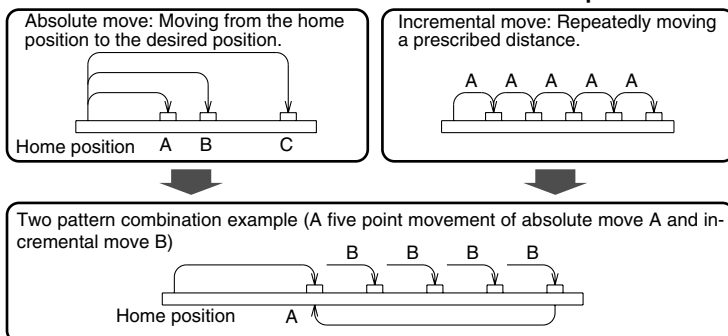 Absolute move: Moving from the home
position to the desired position.
Home position A B C
Incremental move: Repeatedly moving
a prescribed distance.
A A A A A
Two pattern combination example (A five point movement of absolute move A and in-
cremental move B)
B B B B
Home position A